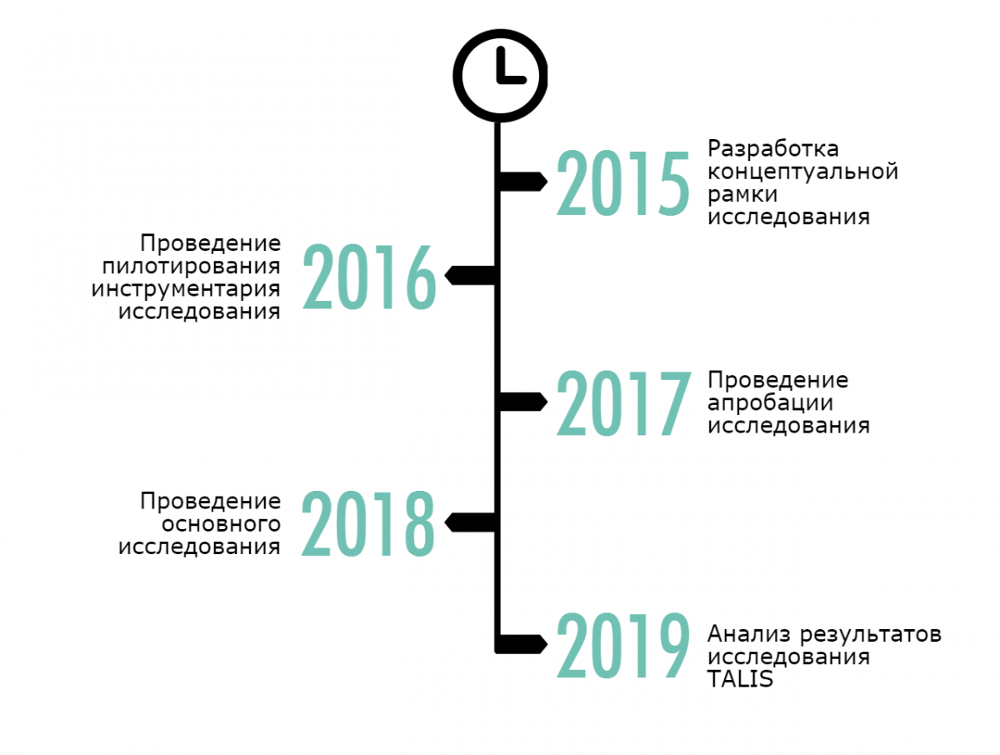 2015
Разработка
концептуальной
рамки
исследования
Проведение
пилотирования
инструментария
исследования
2016
2017
Проведение
апробации
исследования
Проведение
основного
исследования
2018
2019
Анализ результатов
исследования
TALIS